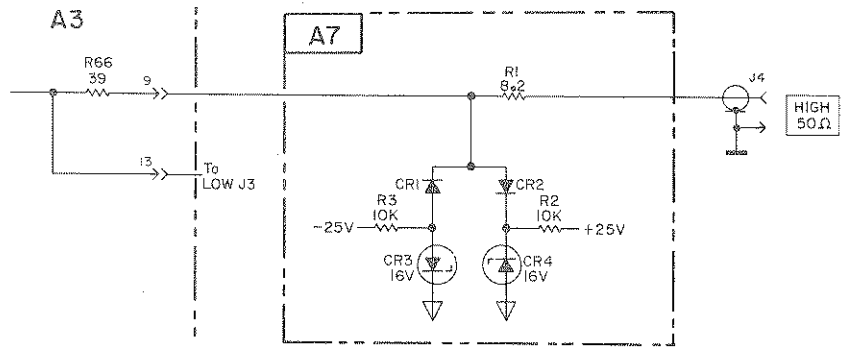 A3
A7
R66
39
9
R1
8.2
J4
HIGH
50Ω
13
To
LOW J3
CR1
CR2
R3
10K
R2
10K
-25V
+25V
CR3
16V
CR4
16V